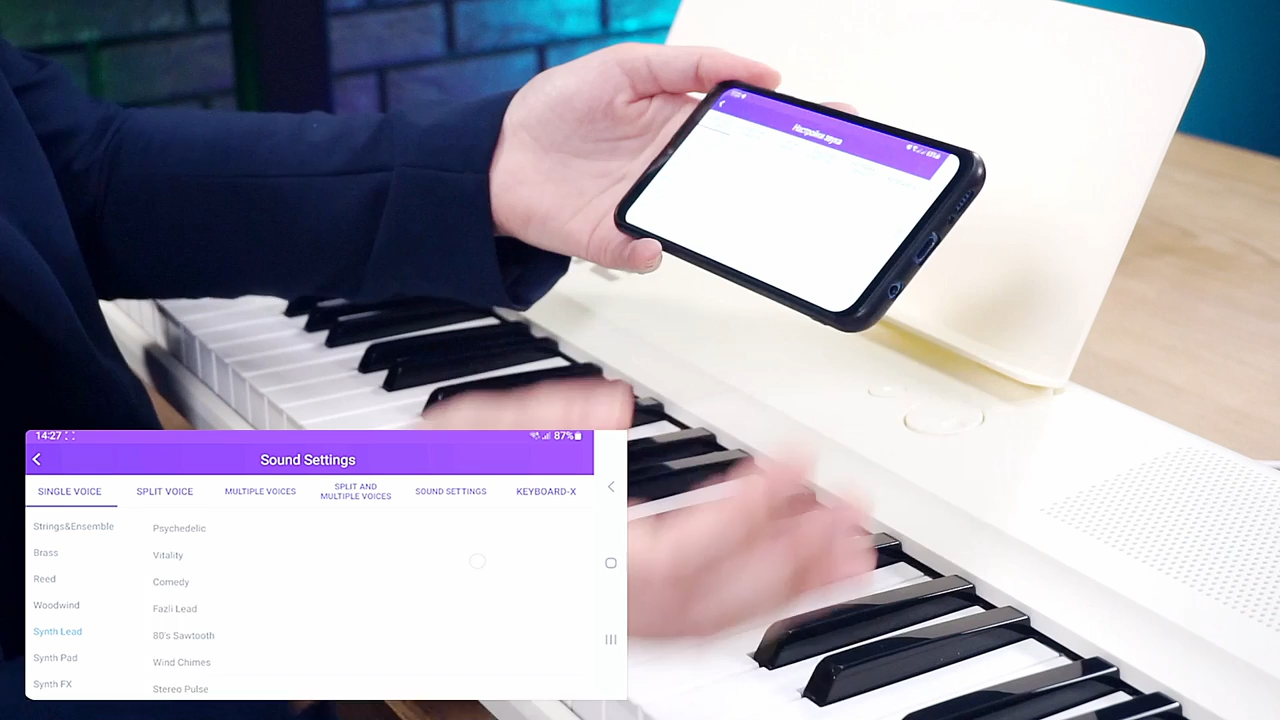 Настройки звука
14:27
87%
Sound Settings
SINGLE VOICE
SPLIT VOICE
MULTIPLE VOICES
SPLIT AND
MULTIPLE VOICES
SOUND SETTINGS
KEYBOARD-X
Strings&Ensemble
Psychedelic
Brass
Vitality
Reed
Comedy
Woodwind
Fazli Lead
Synth Lead
80's Sawtooth
Synth Pad
Wind Chimes
Synth FX
Stereo Pulse